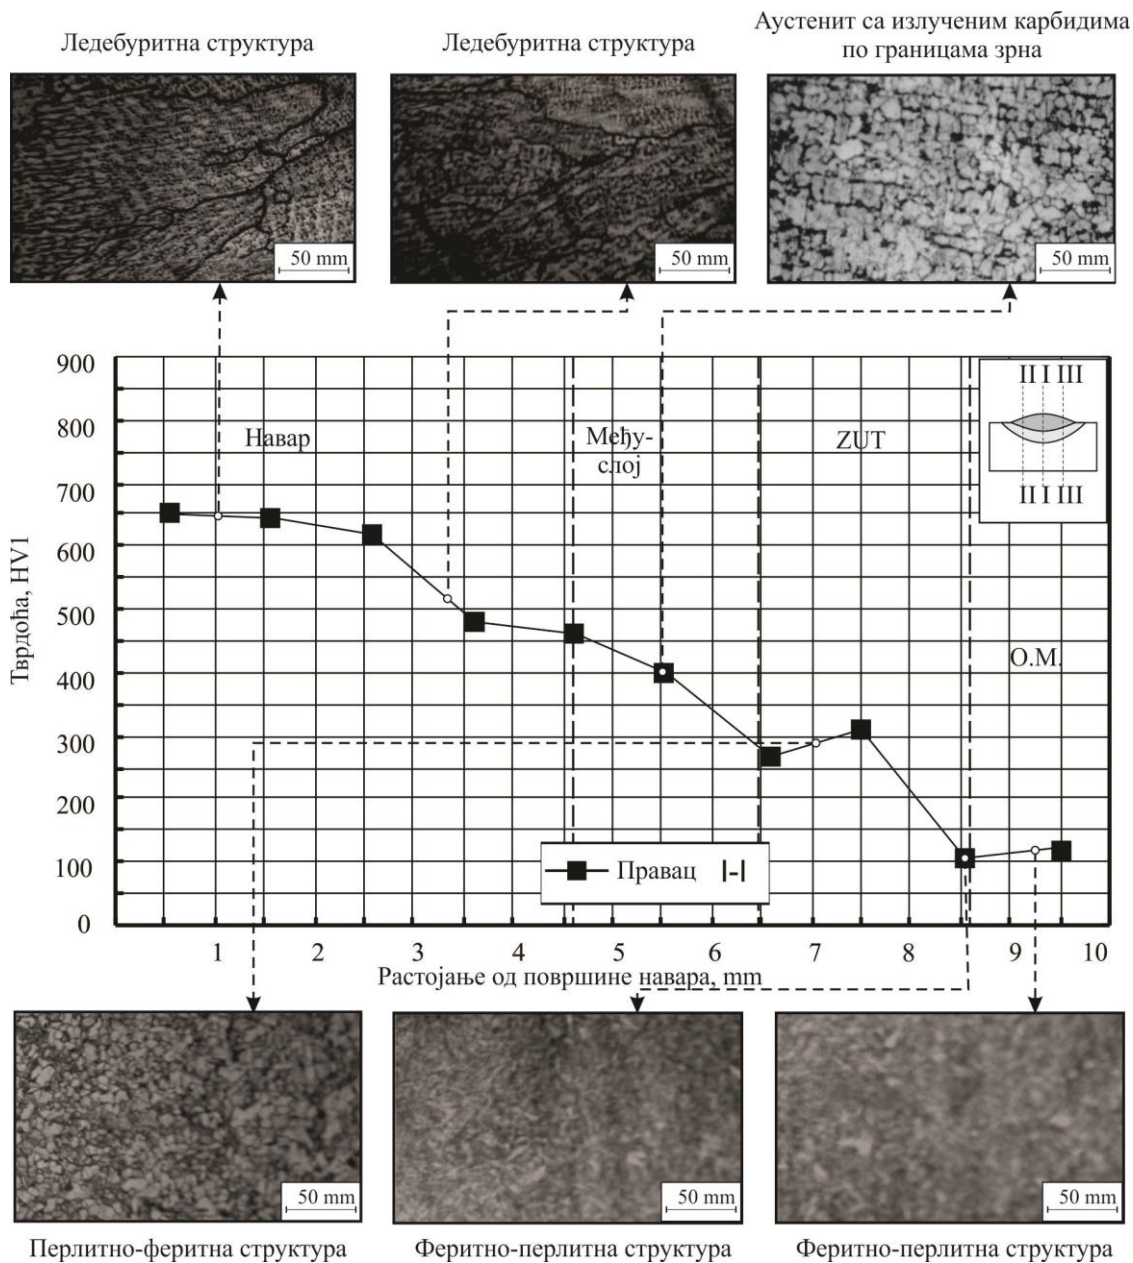 Ледебуритна структура
Ледебуритна структура
Аустенит са излученим карбидима
по границама зрна
50 mm
50 mm
50 mm
900
800
700
600
500
400
300
200
100
0
Тврдоћа, HV1
Навар
Међу-
слој
ZUT
О.М.
II I III
II I III
Правац I-I
1 2 3 4 5 6 7 8 9 10
Растојање од површине навара, mm
50 mm
50 mm
50 mm
Перлитно-феритна структура
Феритно-перлитна структура
Феритно-перлитна структура